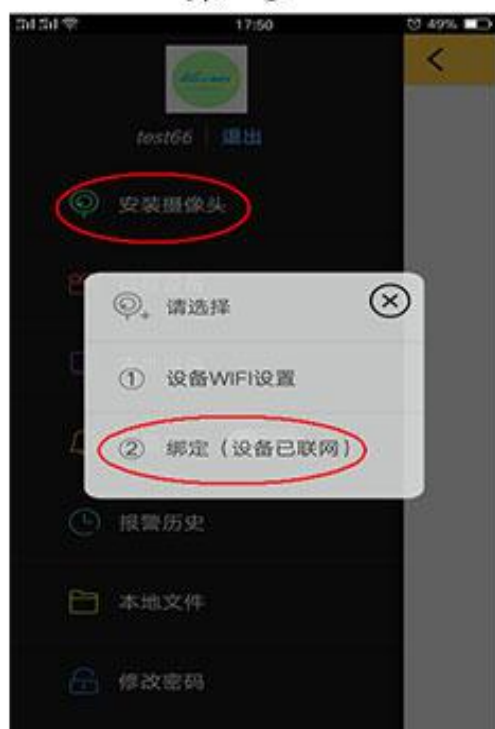 17:50
49%
test66 退出
安装摄像头
请选择
① 设备WIFI设置
② 绑定（设备已联网）
报警历史
本地文件
修改密码